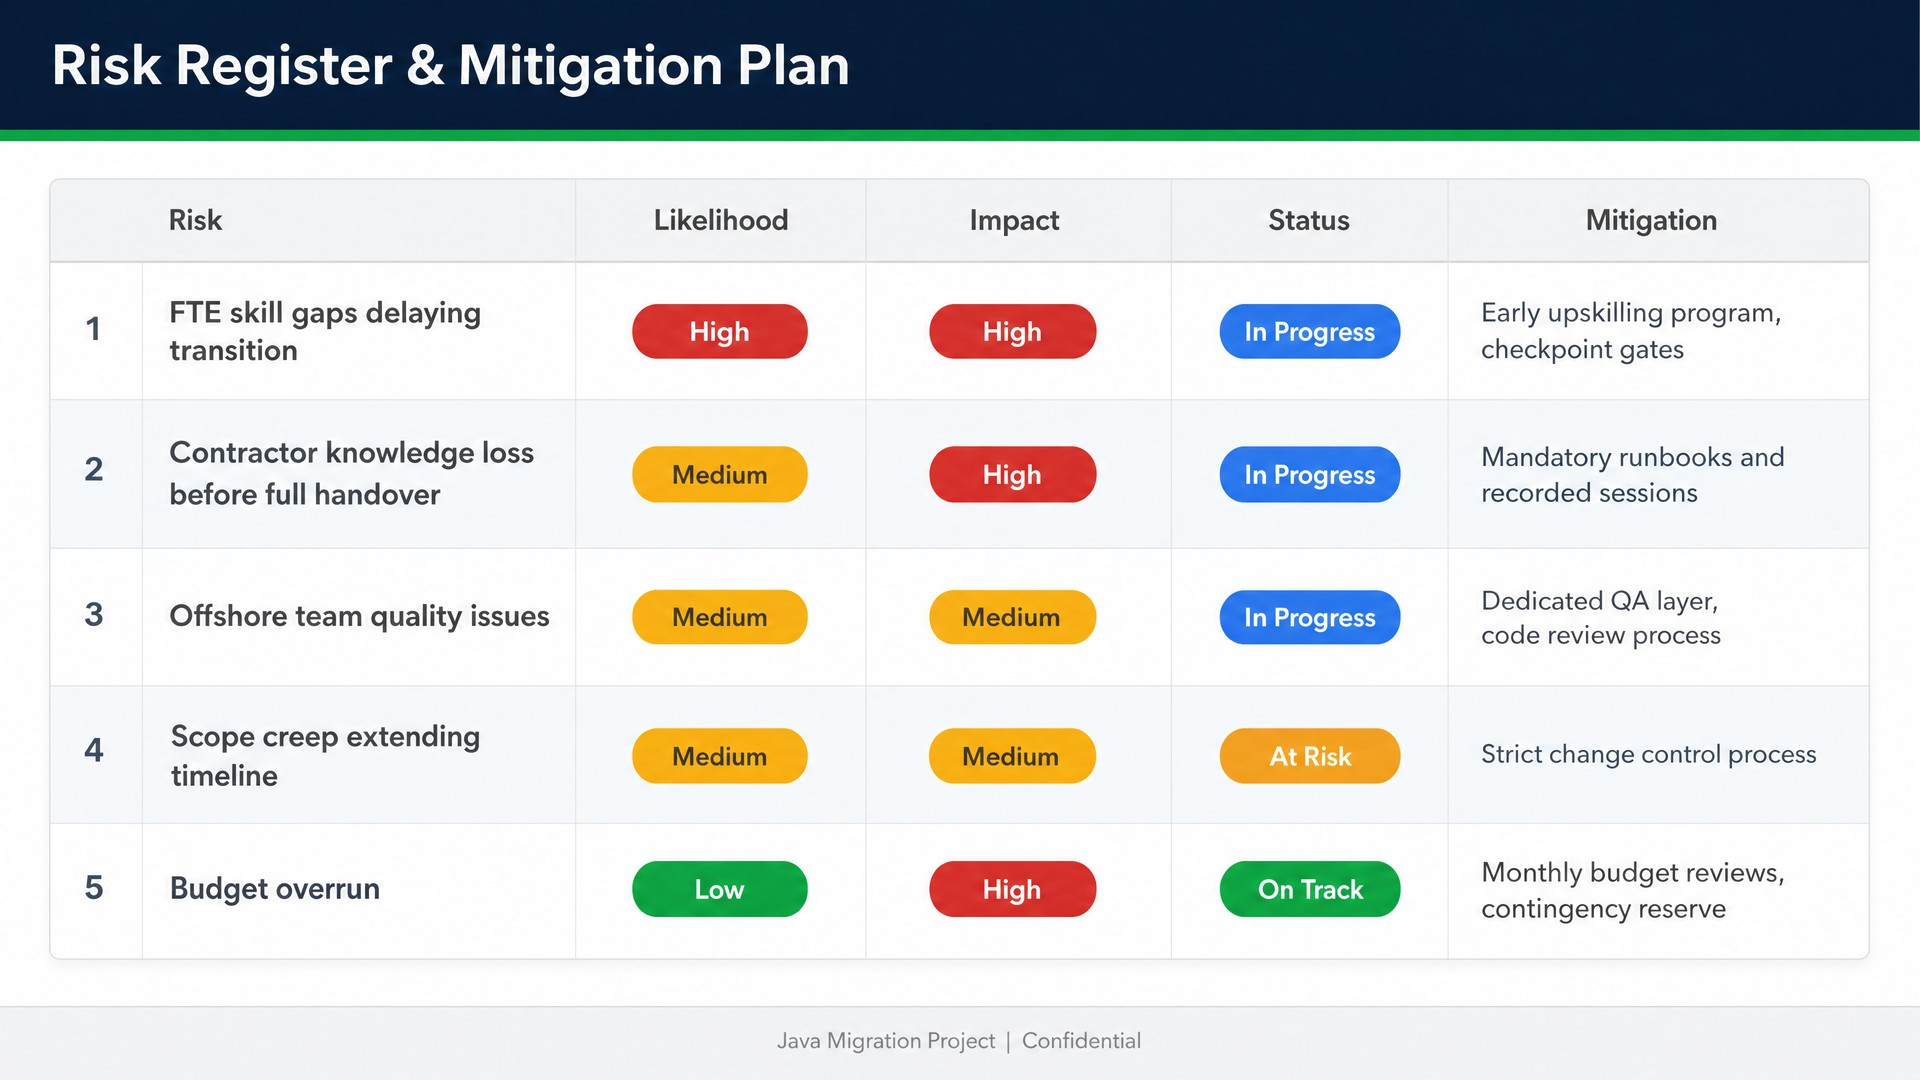 Risk Register & Mitigation Plan
Risk Likelihood Impact Status Mitigation
1
FTE skill gaps delaying
transition
High
High
In Progress
Early upskilling program,
checkpoint gates
2
Contractor knowledge loss
before full handover
Medium
High
In Progress
Mandatory runbooks and
recorded sessions
3
Offshore team quality issues
Medium
Medium
In Progress
Dedicated QA layer,
code review process
4
Scope creep extending
timeline
Medium
Medium
At Risk
Strict change control process
5
Budget overrun
Low
High
On Track
Monthly budget reviews,
contingency reserve
Java Migration Project | Confidential